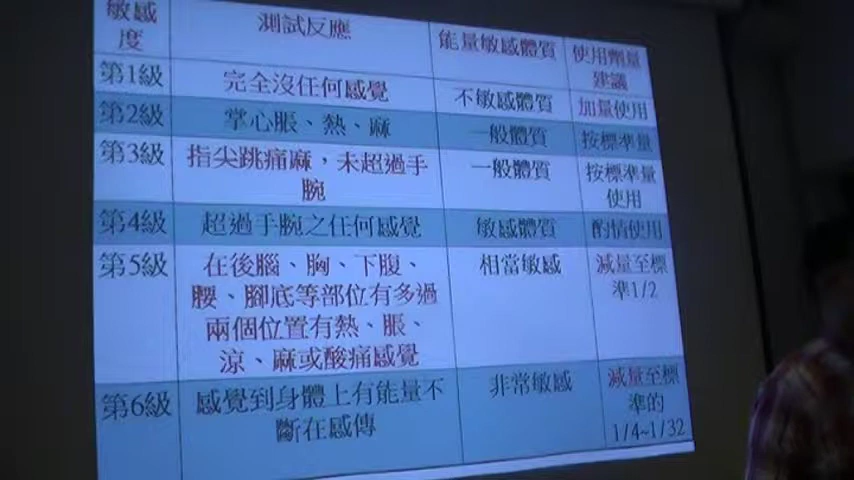 敏感度 測試反應 能量敏感體質 使用劑量建議
第1級 完全沒任何感覺 不敏感體質 加量使用
第2級 掌心脹、熱、麻 一般體質 按標準量
第3級 指尖跳痛麻，未超過手腕 一般體質 按標準量使用
第4級 超過手腕之任何感覺 敏感體質 酌情使用
第5級 在後腦、胸、下腹、腰、腳底等部位有多過兩個位置有熱、脹、涼、麻或酸痛感覺 相當敏感 減量至標準1/2
第6級 感覺到身體上有能量不斷在感傳 非常敏感 減量至標準的1/4~1/32